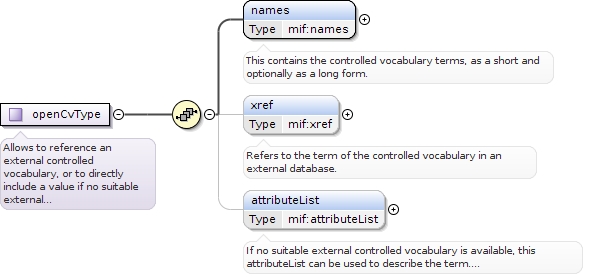 names
Type mif:names
This contains the controlled vocabulary terms, as a short and
optionally as a long form.
openCvType
Allows to reference an
external controlled
vocabulary, or to directly
include a value if no suitable
external...
xref
Type mif:xref
Refers to the term of the controlled vocabulary in an
external database.
attributeList
Type mif:attributeList
If no suitable external controlled vocabulary is available, this
attributeList can be used to describe the term....